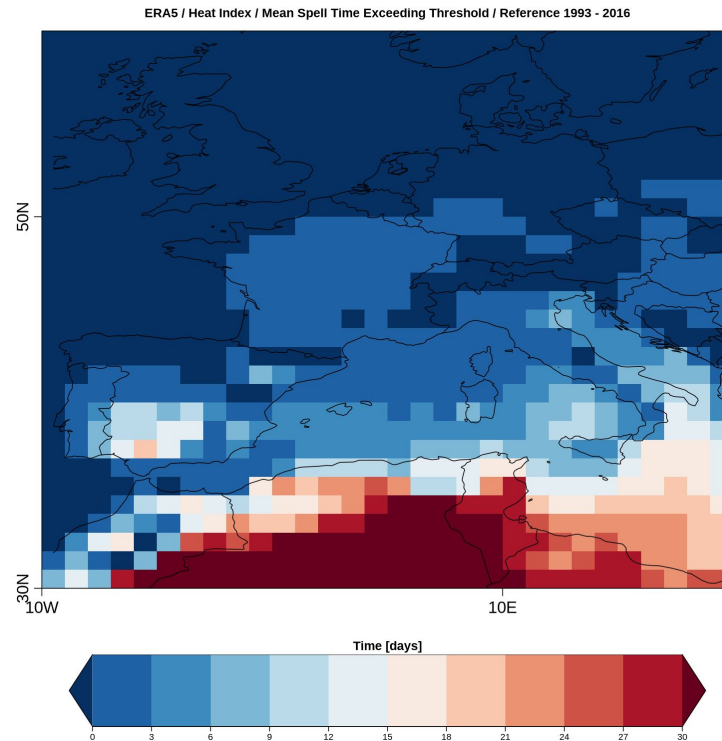 ERA5 / Heat Index / Mean Spell Time Exceeding Threshold / Reference 1993 - 2016
50N
30N
10W 10E
Time [days]
0 3 6 9 12 15 18 21 24 27 30